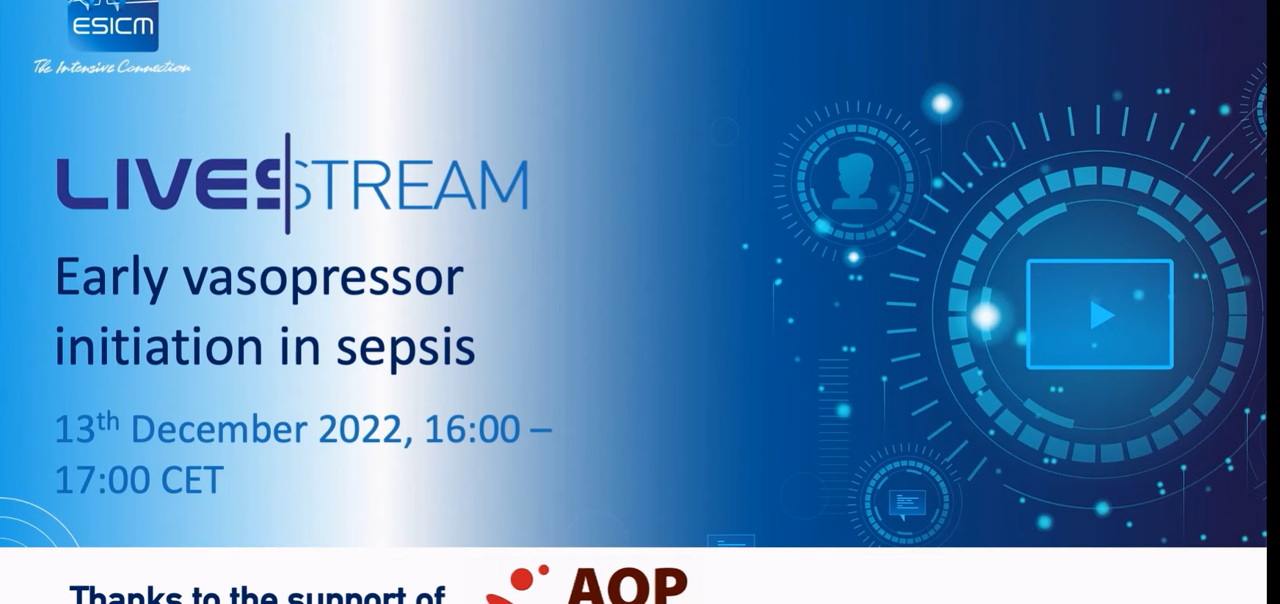 ESICM
The Intensive Connection
LIVESTREAM
Early vasopressor
initiation in sepsis
13th December 2022, 16:00 –
17:00 CET
Thanks to the support of
AOP